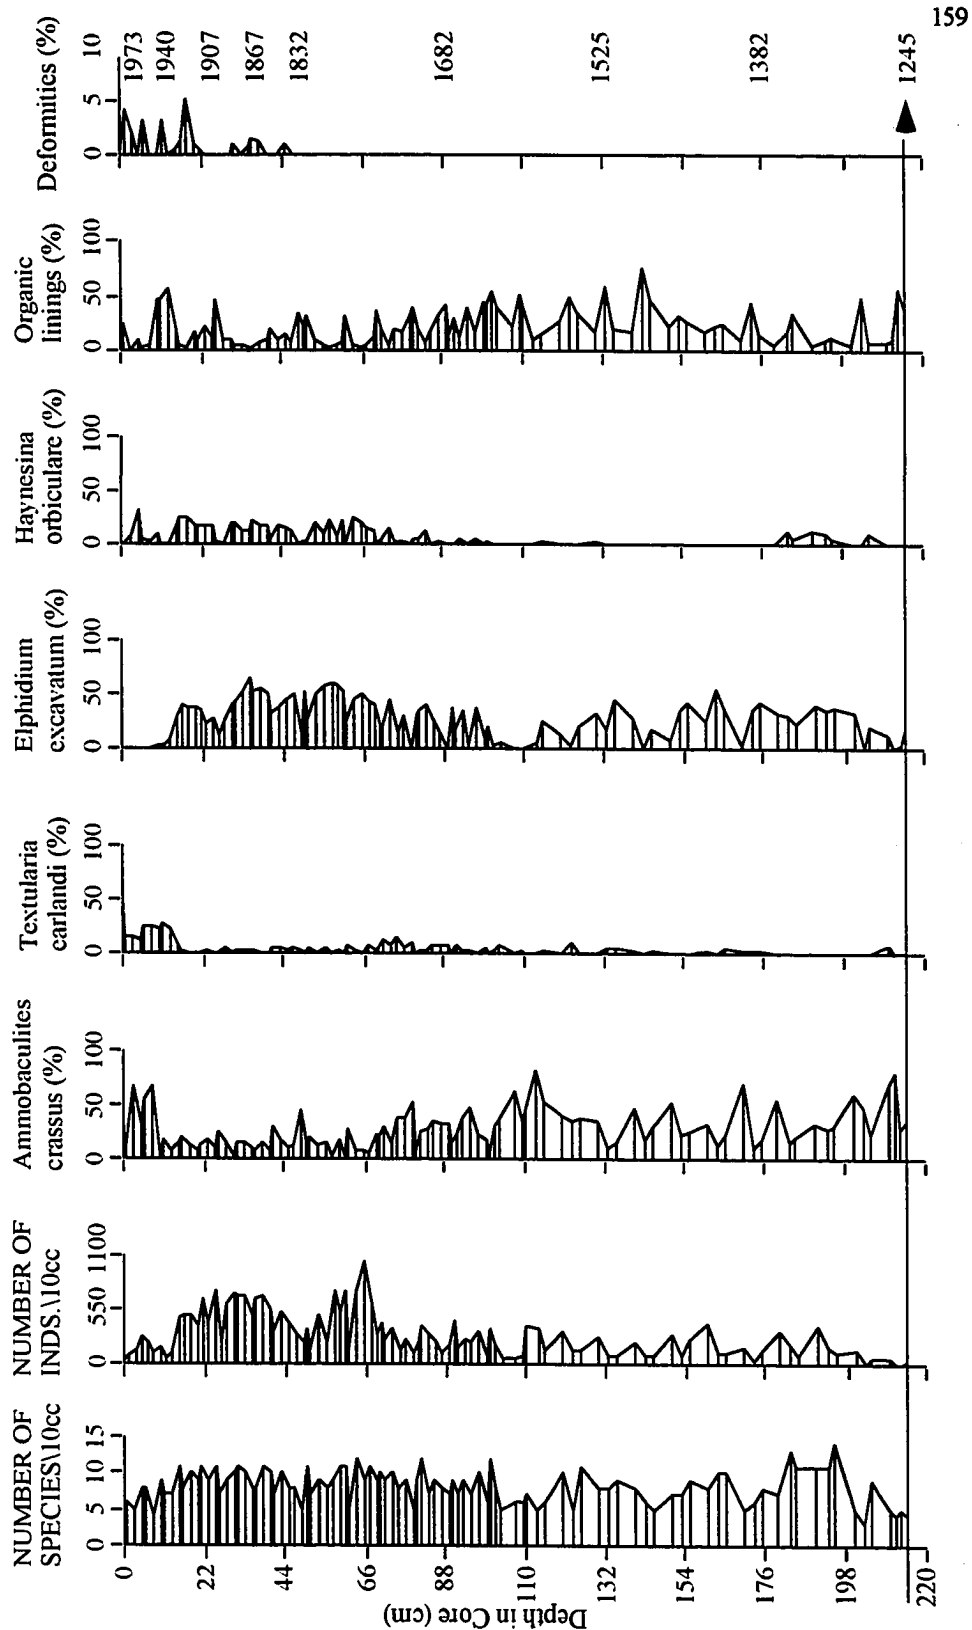 159
NUMBER OF
SPECIES\10cc
0 5 10 15
NUMBER OF
INDS.\10cc
0 550 1100
Ammobaculites
crassus (%)
0 50 100
Textularia
earlandi (%)
0 50 100
Elphidium
excavatum (%)
0 50 100
Haynesina
orbiculare (%)
0 50 100
Organic
linings (%)
0 50 100
Deformities (%)
0 5 10
1973
1940
1907
1867
1832
1682
1525
1382
1245
Depth in Core (cm)
0
22
44
66
88
110
132
154
176
198
220